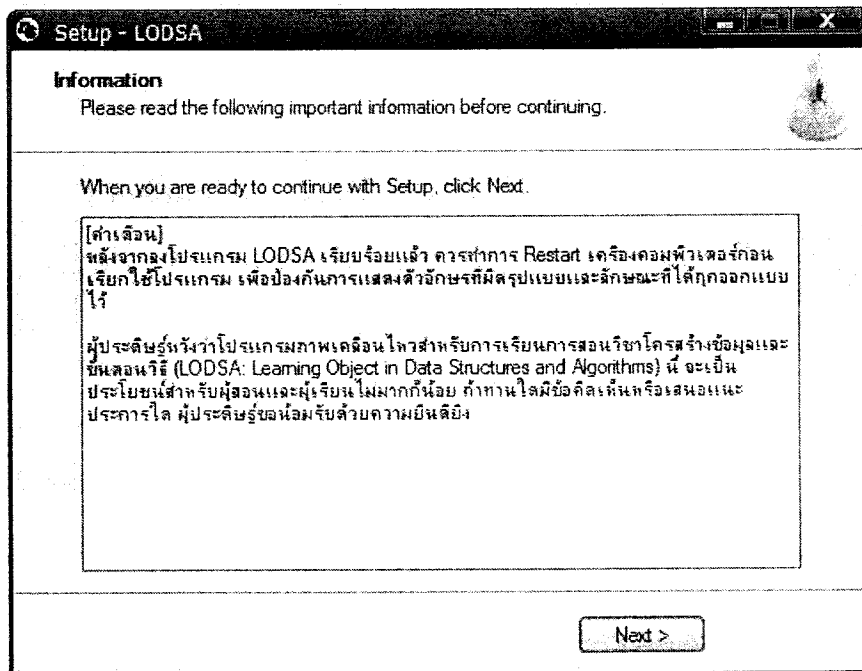 Setup - LODSA
Information
Please read the following important information before continuing.
When you are ready to continue with Setup, click Next.
[คำเตือน]
หลังจากลงโปรแกรม LODSA เรียบร้อยแล้ว ควรทำการ Restart เครื่องคอมพิวเตอร์ก่อน
เรียกใช้โปรแกรม เพื่อป้องกันการแสดงตัวอักษรที่ผิดรูปแบบและลักษณะที่ได้ถูกออกแบบ
ไว้
ผู้ประดิษฐ์หวังว่าโปรแกรมภาพเคลื่อนไหวสำหรับการเรียนการสอนวิชาโครงสร้างข้อมูลและ
ขั้นตอนวิธี (LODSA: Learning Object in Data Structures and Algorithms) นี้ จะเป็น
ประโยชน์สำหรับผู้สอนและผู้เรียนไม่มากก็น้อย ถ้าท่านใดมีข้อคิดเห็นหรือเสนอแนะ
ประการใด ผู้ประดิษฐ์ขอน้อมรับด้วยความยินดียิ่ง
Next >